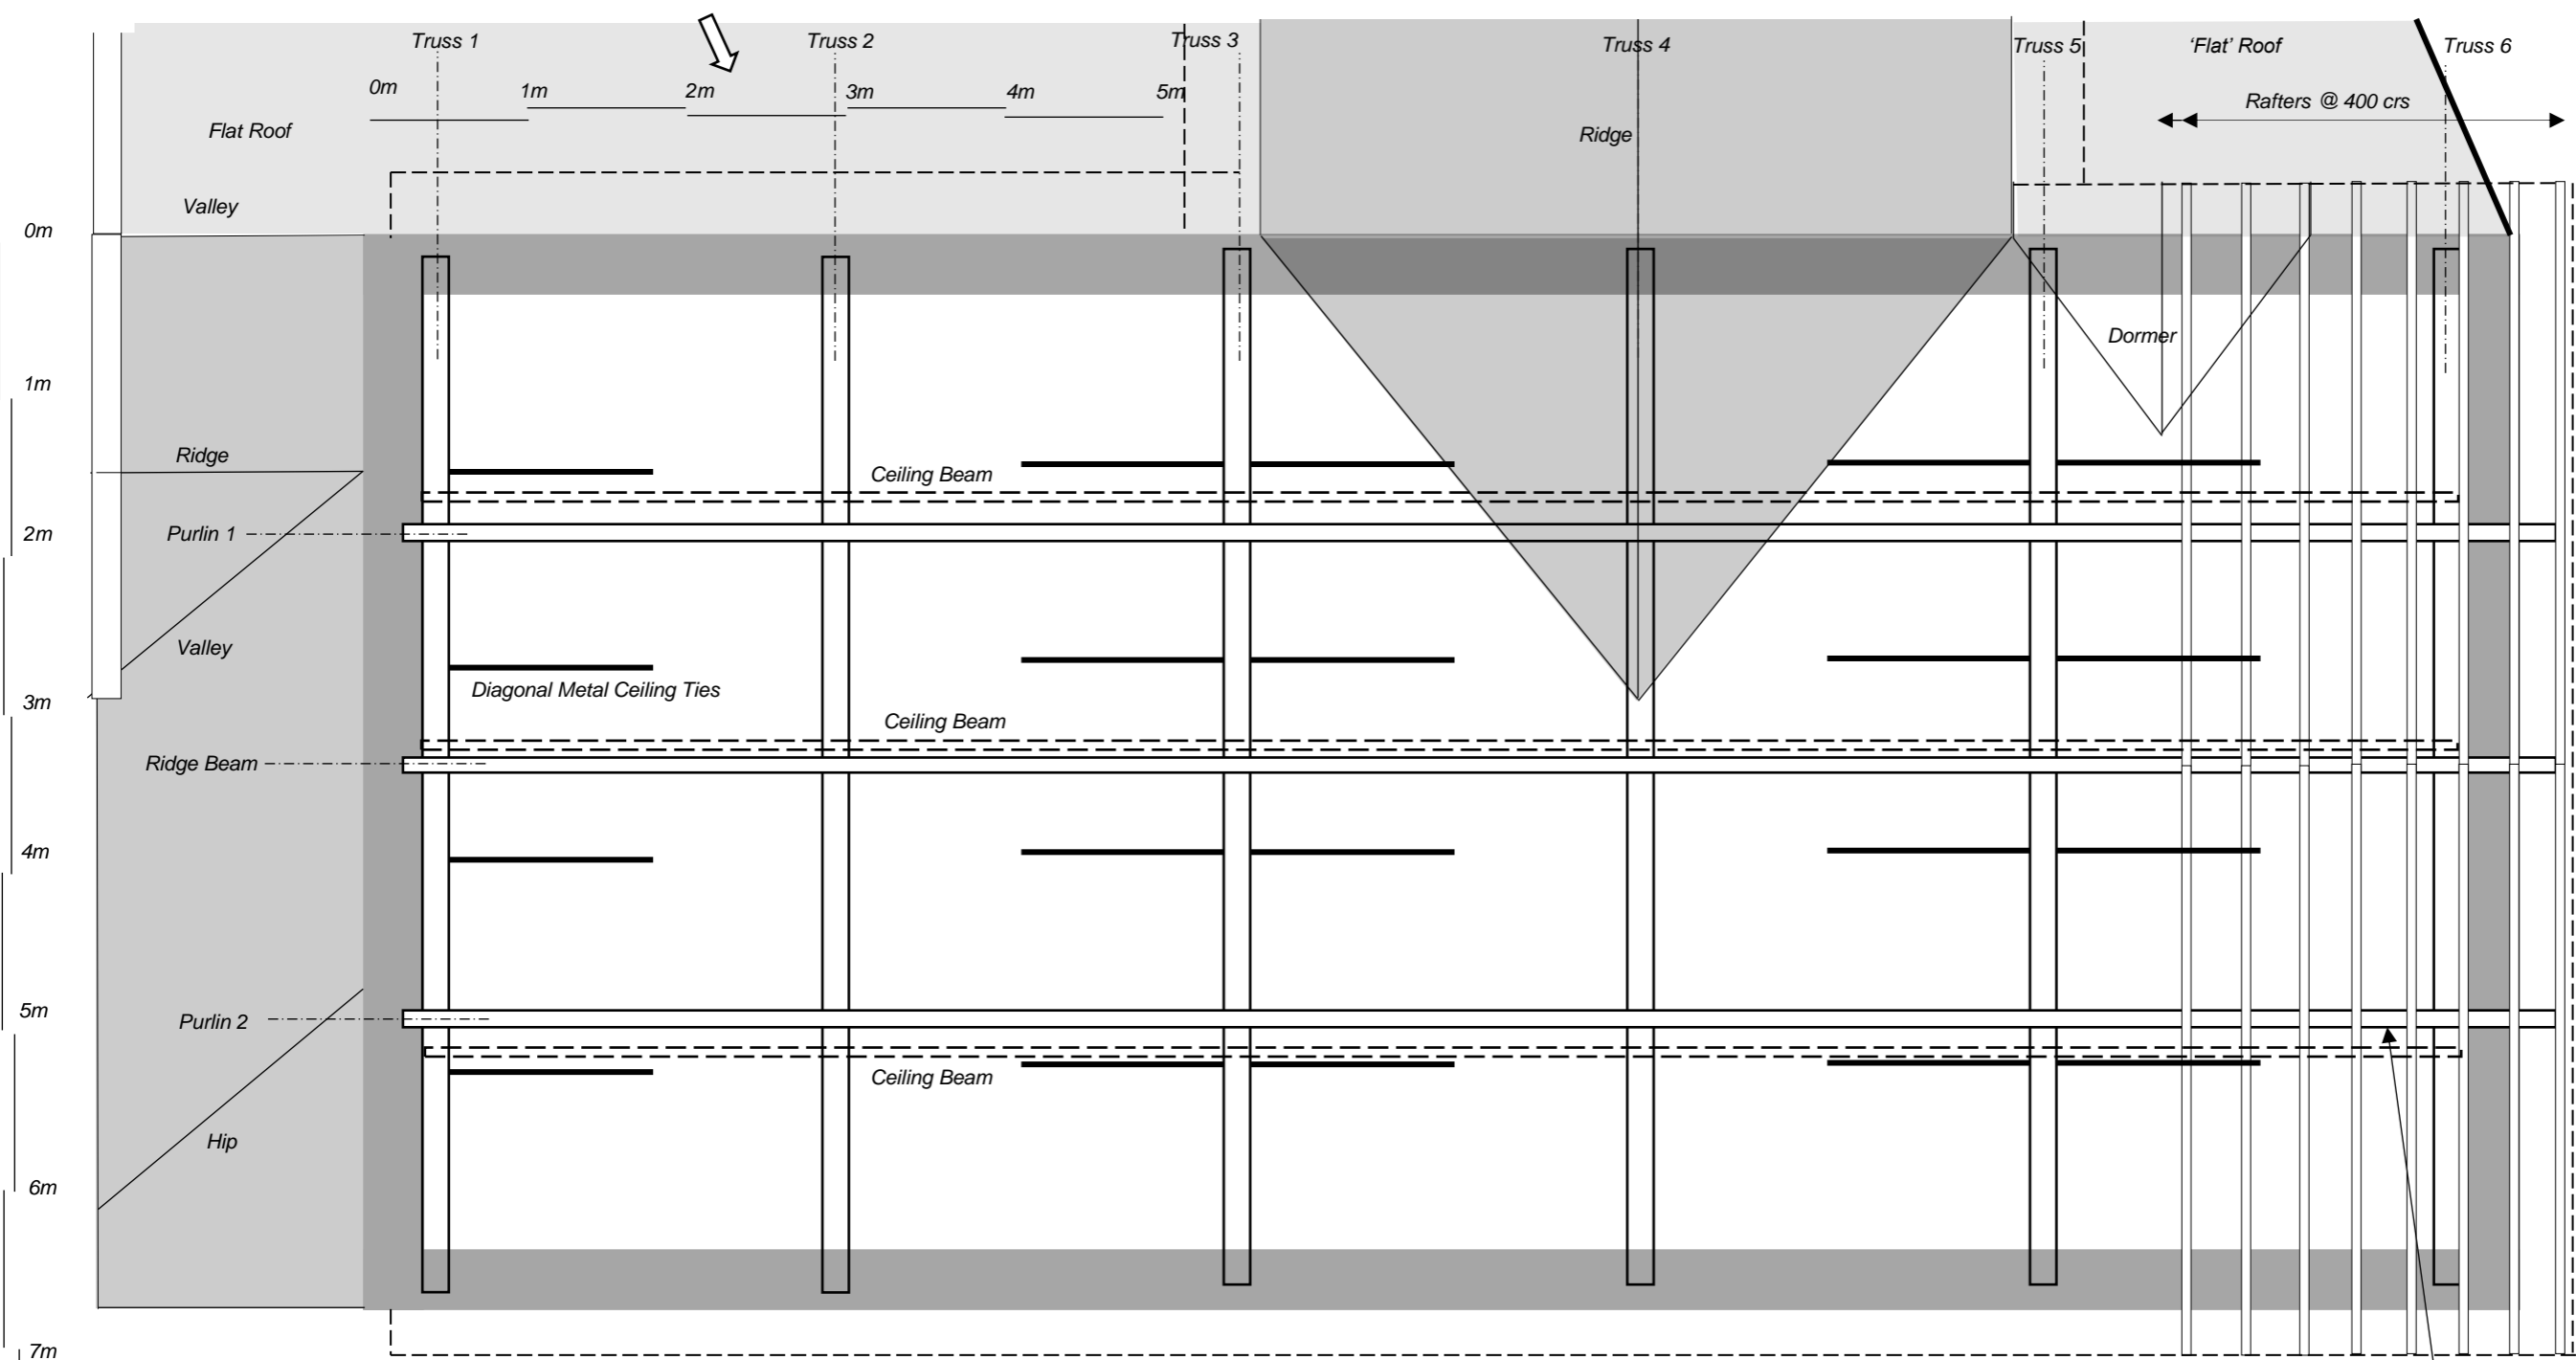 Truss 1
Truss 2
Truss 3
Truss 4
Truss 5
‘Flat’ Roof
Truss 6
0m
1m
2m
3m
4m
5m
Rafters @ 400 crs
Flat Roof
Ridge
Valley
0m
Dormer
1m
Ridge
Ceiling Beam
Purlin 1
2m
Valley
Diagonal Metal Ceiling Ties
3m
Ceiling Beam
Ridge Beam
4m
5m
Purlin 2
Ceiling Beam
Hip
6m
7m